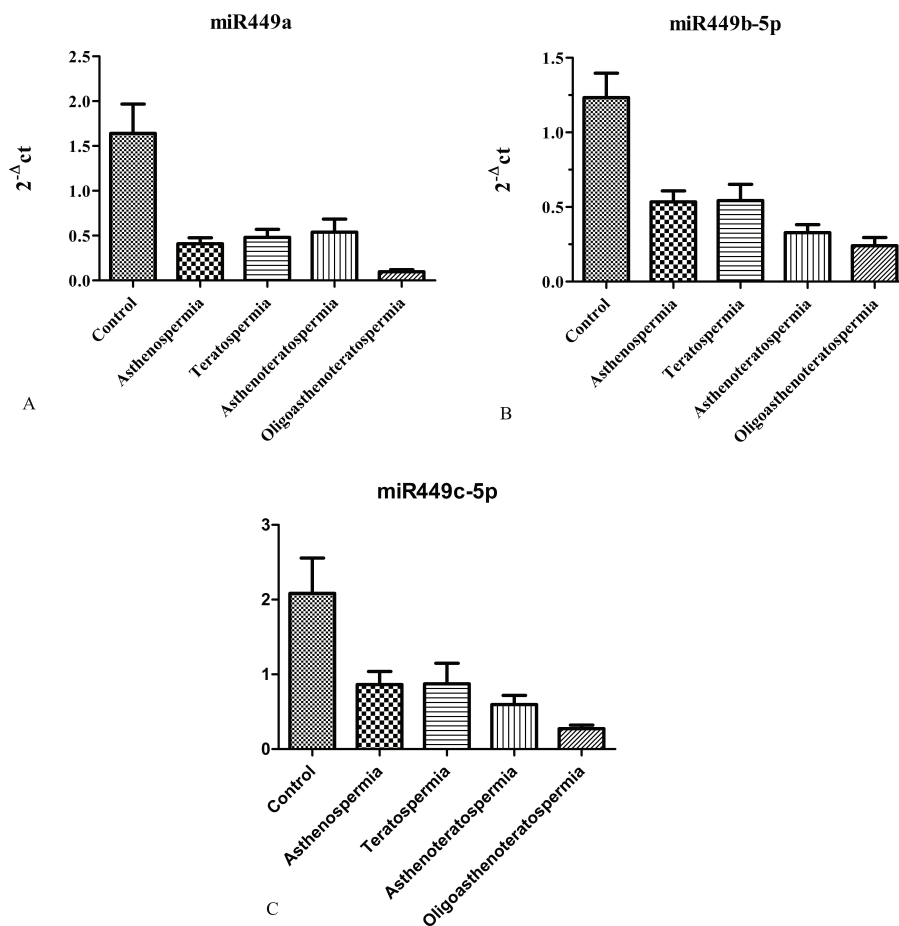 miR449a
2.5
2.0
1.5
1.0
0.5
0.0
2-Δct
Control
Asthenospermia
Teratospermia
Asthenoteratospermia
Oligoasthenoteratospermia
A
miR449b-5p
1.5
1.0
0.5
0.0
2-Δct
Control
Asthenospermia
Teratospermia
Asthenoteratospermia
Oligoasthenoteratospermia
B
miR449c-5p
3
2
1
0
Control
Asthenospermia
Teratospermia
Asthenoteratospermia
Oligoasthenoteratospermia
C